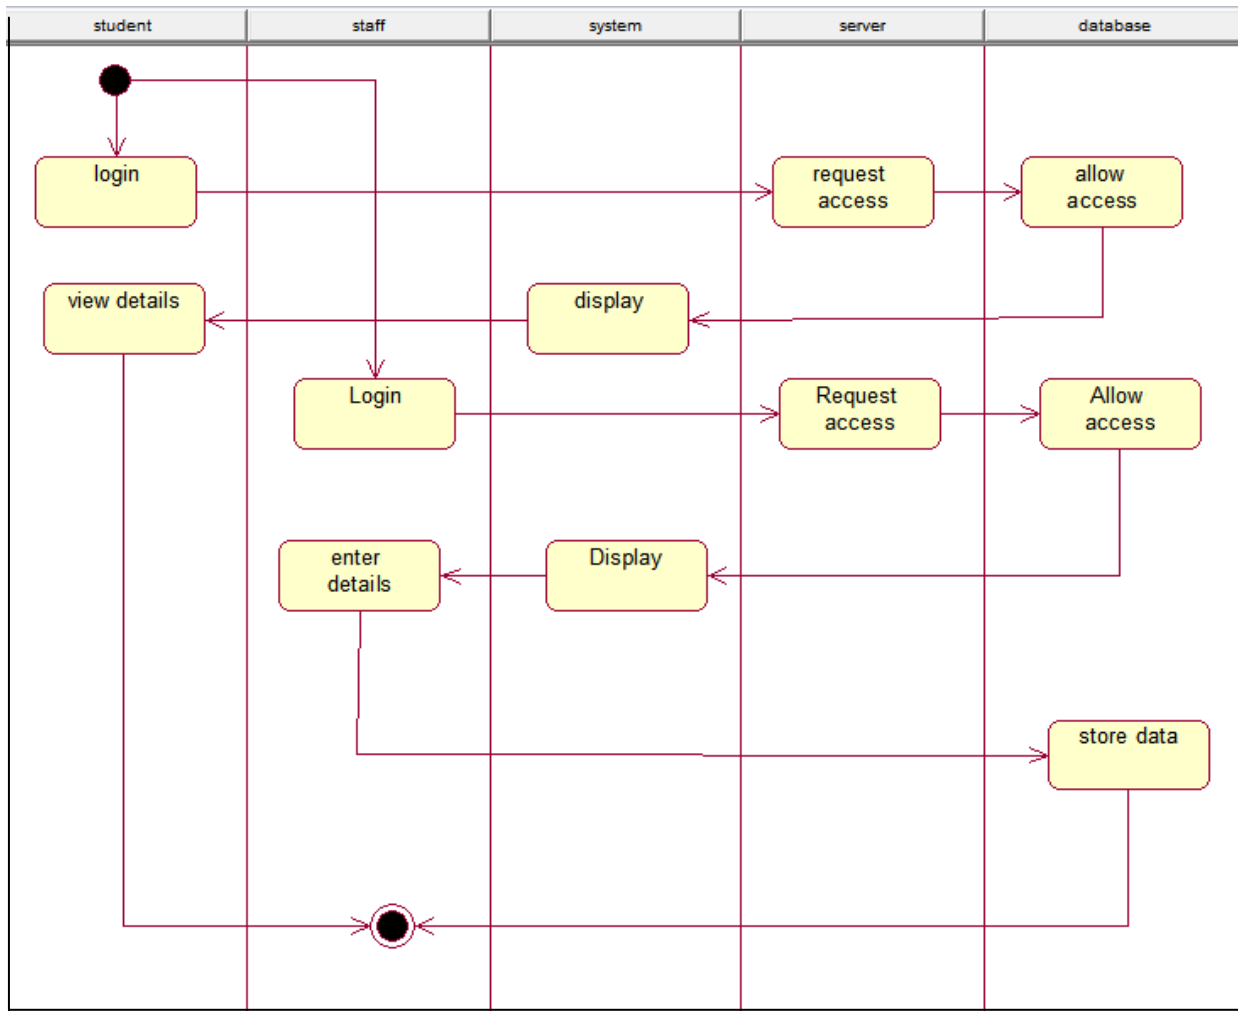 student
staff
system
server
database
login
request
access
allow
access
view details
display
Login
Request
access
Allow
access
enter
details
Display
store data